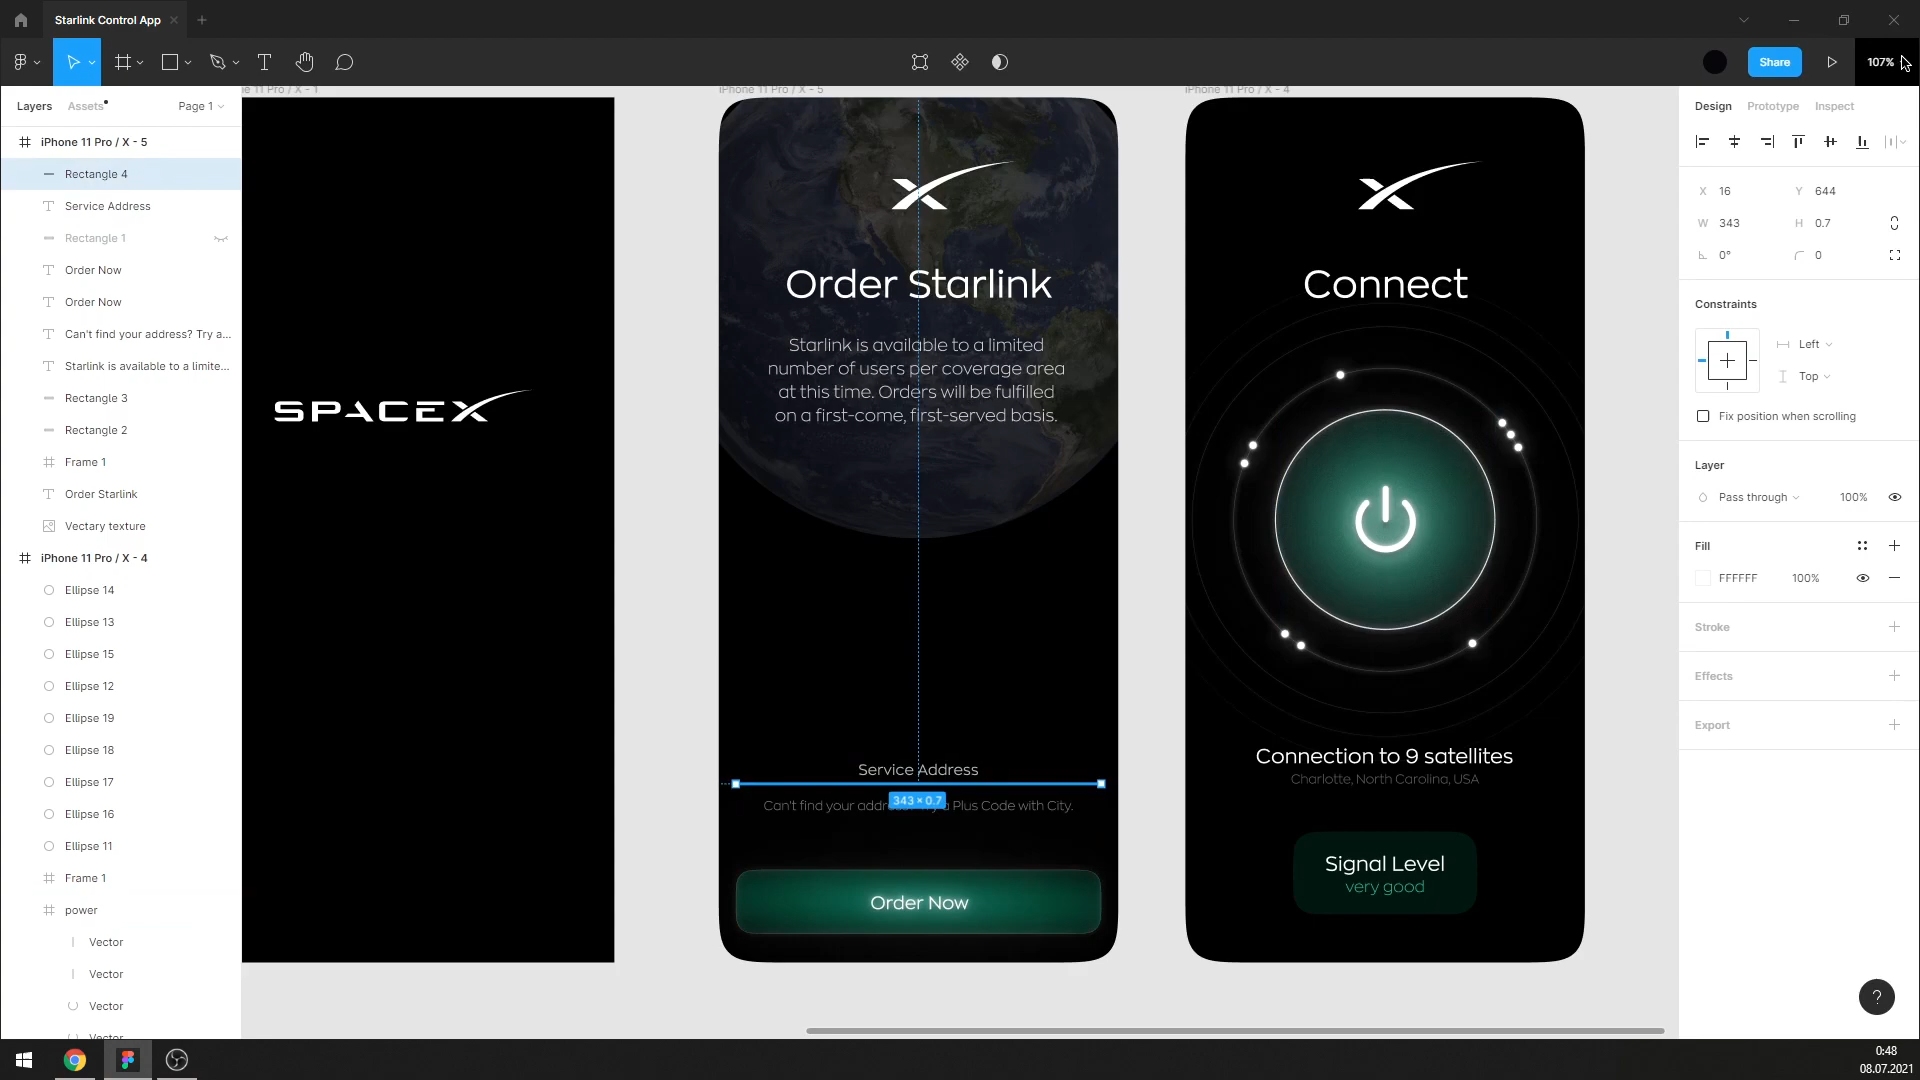 Starlink Control App
107%
Share
Layers
Assets
Page 1
iPhone 11 Pro / X - 5
Rectangle 4
Service Address
Rectangle 1
Order Now
Order Now
Can't find your address? Try a...
Starlink is available to a limite...
Rectangle 3
Rectangle 2
Frame 1
Order Starlink
Vectary texture
iPhone 11 Pro / X - 4
Ellipse 14
Ellipse 13
Ellipse 15
Ellipse 12
Ellipse 19
Ellipse 18
Ellipse 17
Ellipse 16
Ellipse 11
Frame 1
power
Vector
Vector
Vector
Vector
e 11 Pro / X - 1
SPACEX
iPhone 11 Pro / X - 5
Order Starlink
Starlink is available to a limited
number of users per coverage area
at this time. Orders will be fulfilled
on a first-come, first-served basis.
Service Address
343 × 0.7
Can't find your addr Plus Code with City.
Order Now
iPhone 11 Pro / X - 4
Connect
Connection to 9 satellites
Charlotte, North Carolina, USA
Signal Level
very good
Design
Prototype
Inspect
X 16
Y 644
W 343
H 0.7
0°
0
Constraints
Left
Top
Fix position when scrolling
Layer
Pass through
100%
Fill
FFFFFF
100%
Stroke
Effects
Export
?
0:48
08.07.2021